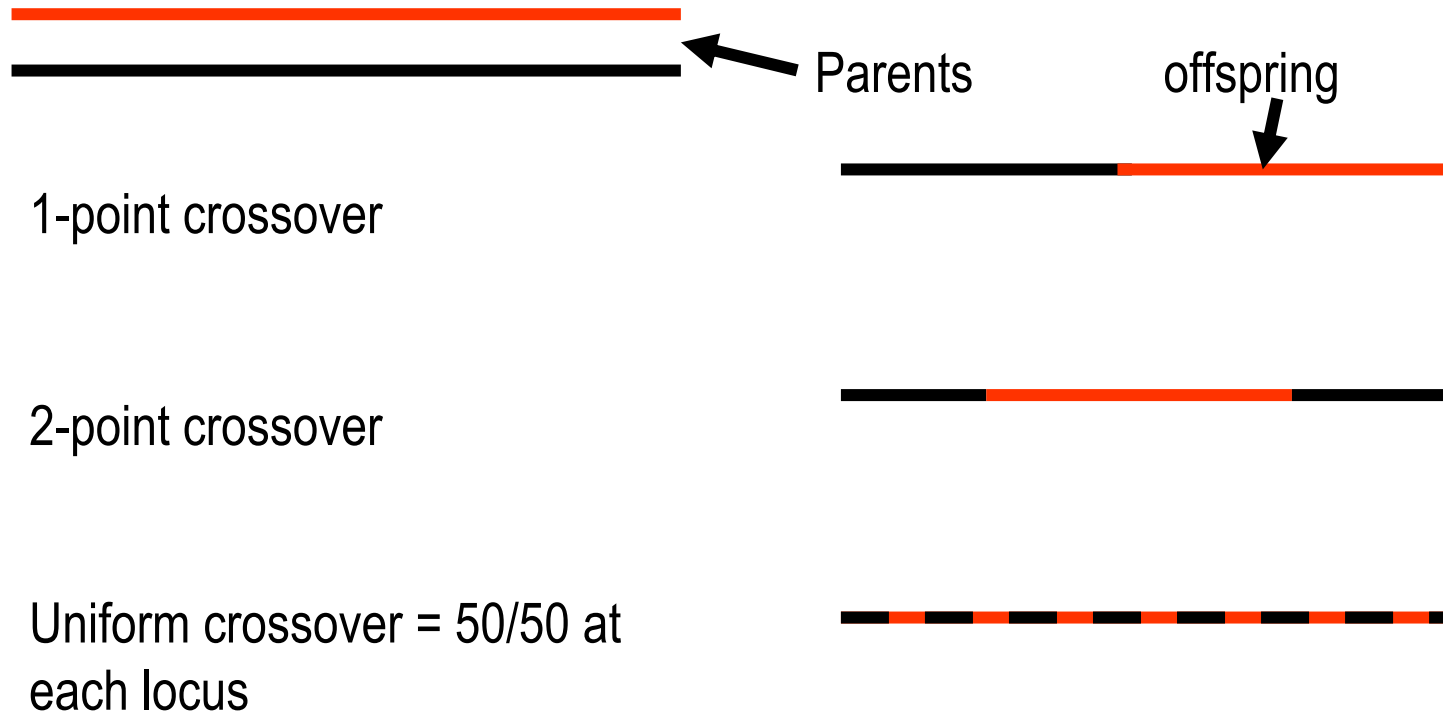 Parents
offspring
1-point crossover
2-point crossover
Uniform crossover = 50/50 at
each locus